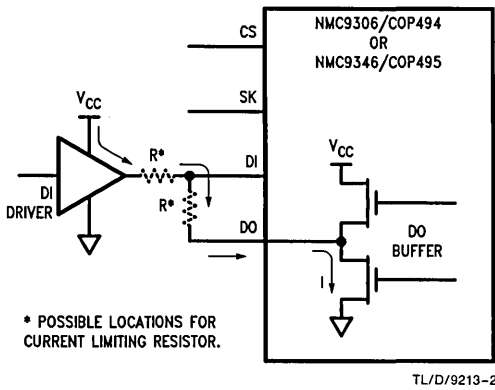 NMC9306/COP494
OR
NMC9346/COP495
CS
SK
VCC
R*
DI
DI
DRIVER
R*
VCC
DO
DO
BUFFER
I
* POSSIBLE LOCATIONS FOR
CURRENT LIMITING RESISTOR.
TL/D/9213-2